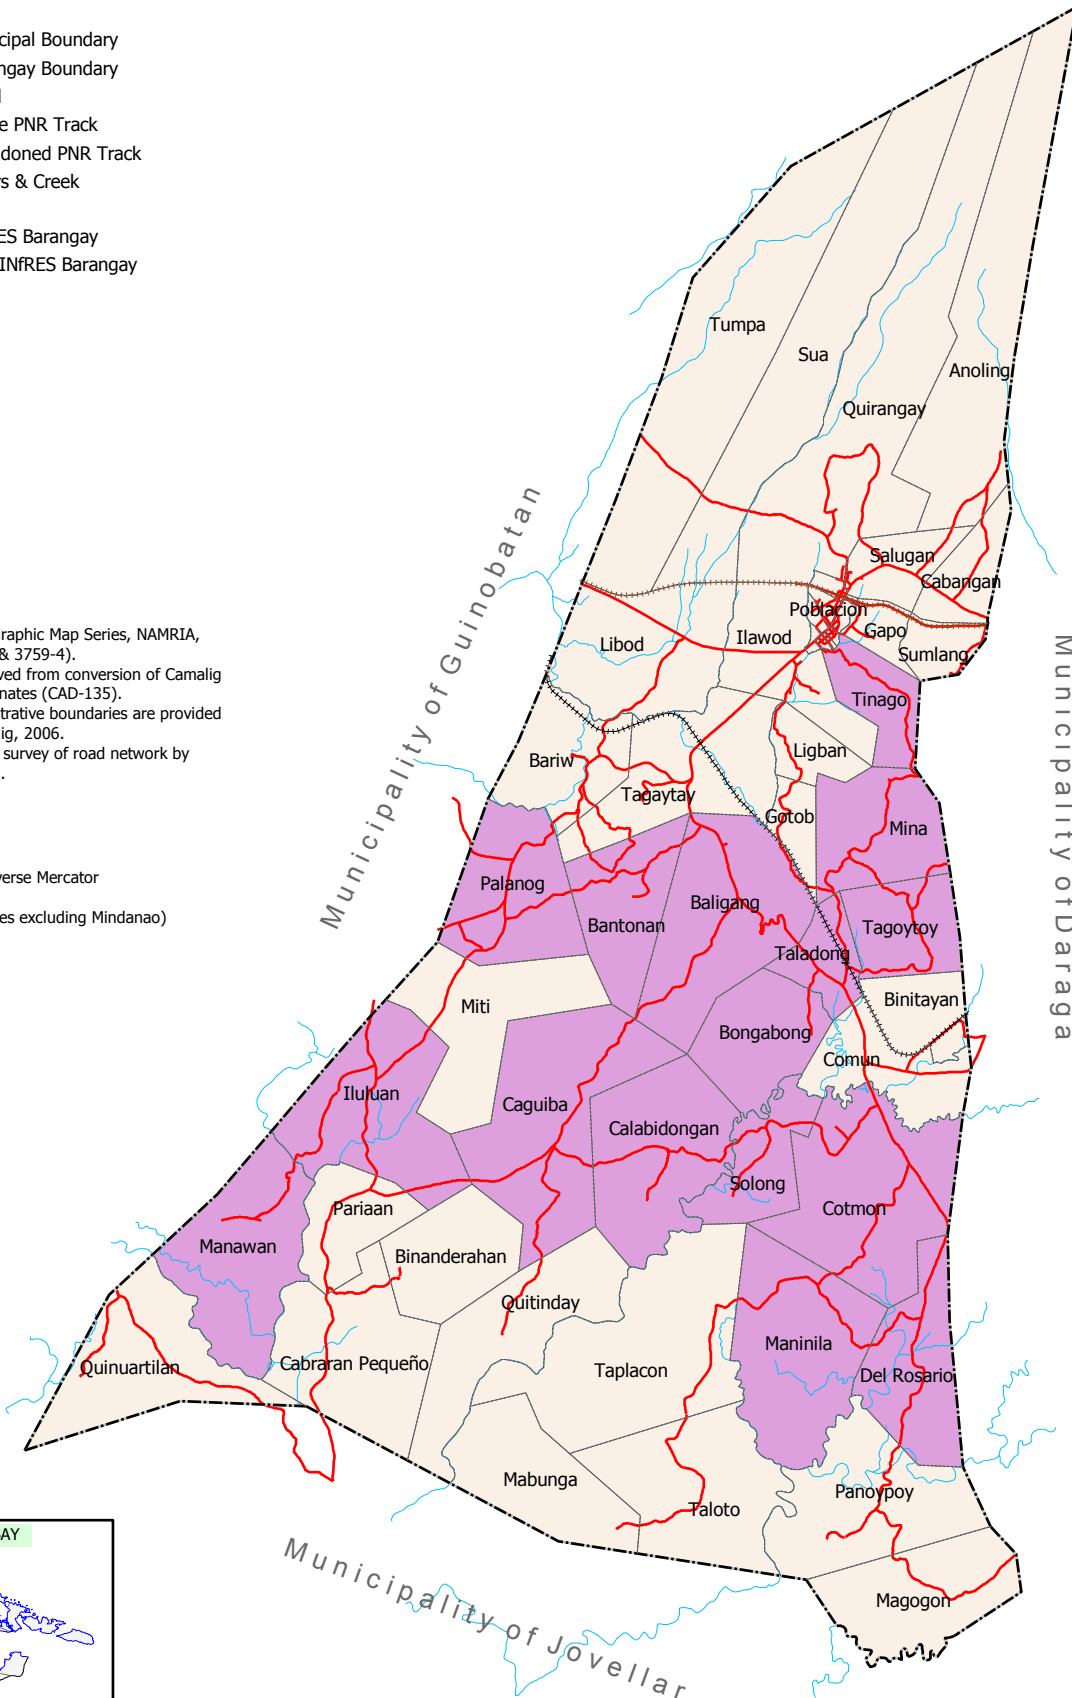 cipal Boundary
ngay Boundary
e PNR Track
doned PNR Track
rs & Creek
ES Barangay
INfRES Barangay
raphic Map Series, NAMRIA,
& 3759-4).
ved from conversion of Camalig
nates (CAD-135).
trative boundaries are provided
ig, 2006.
survey of road network by
.
erse Mercator
es excluding Mindanao)
AY
Municipality of Guinobatan
Municipality of Daraga
Municipality of Jovellar
Tumpa
Sua
Anoling
Quirangay
Salugan
Cabangan
Poblacion
Gapo
Ilawod
Libod
Sumlang
Tinago
Ligban
Bariw
Tagaytay
Gotob
Mina
Palanog
Baligang
Bantonan
Tagoytoy
Taladong
Binitayan
Miti
Bongabong
Comun
Iluluan
Caguiba
Calabidongan
Solong
Cotmon
Pariaan
Manawan
Binanderahan
Quitinday
Maninila
Quinuartilan
Cabraran Pequeño
Taplacon
Del Rosario
Mabunga
Panoypoy
Taloto
Magogon